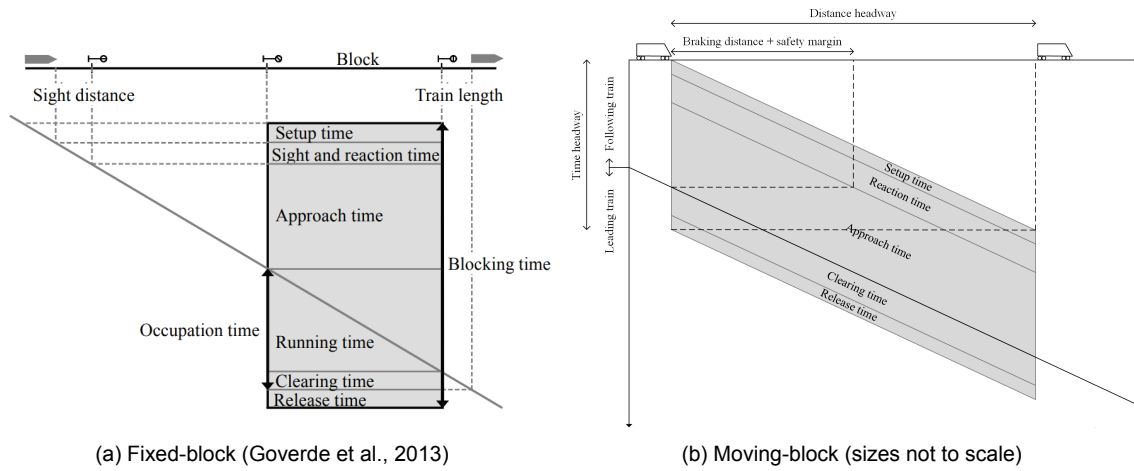 Block
Sight distance
Train length
Setup time
Sight and reaction time
Approach time
Blocking time
Occupation time
Running time
Clearing time
Release time
(a) Fixed-block (Goverde et al., 2013)
Distance headway
Braking distance + safety margin
Time headway
Following train
Leading train
Setup time
Reaction time
Approach time
Clearing time
Release time
(b) Moving-block (sizes not to scale)